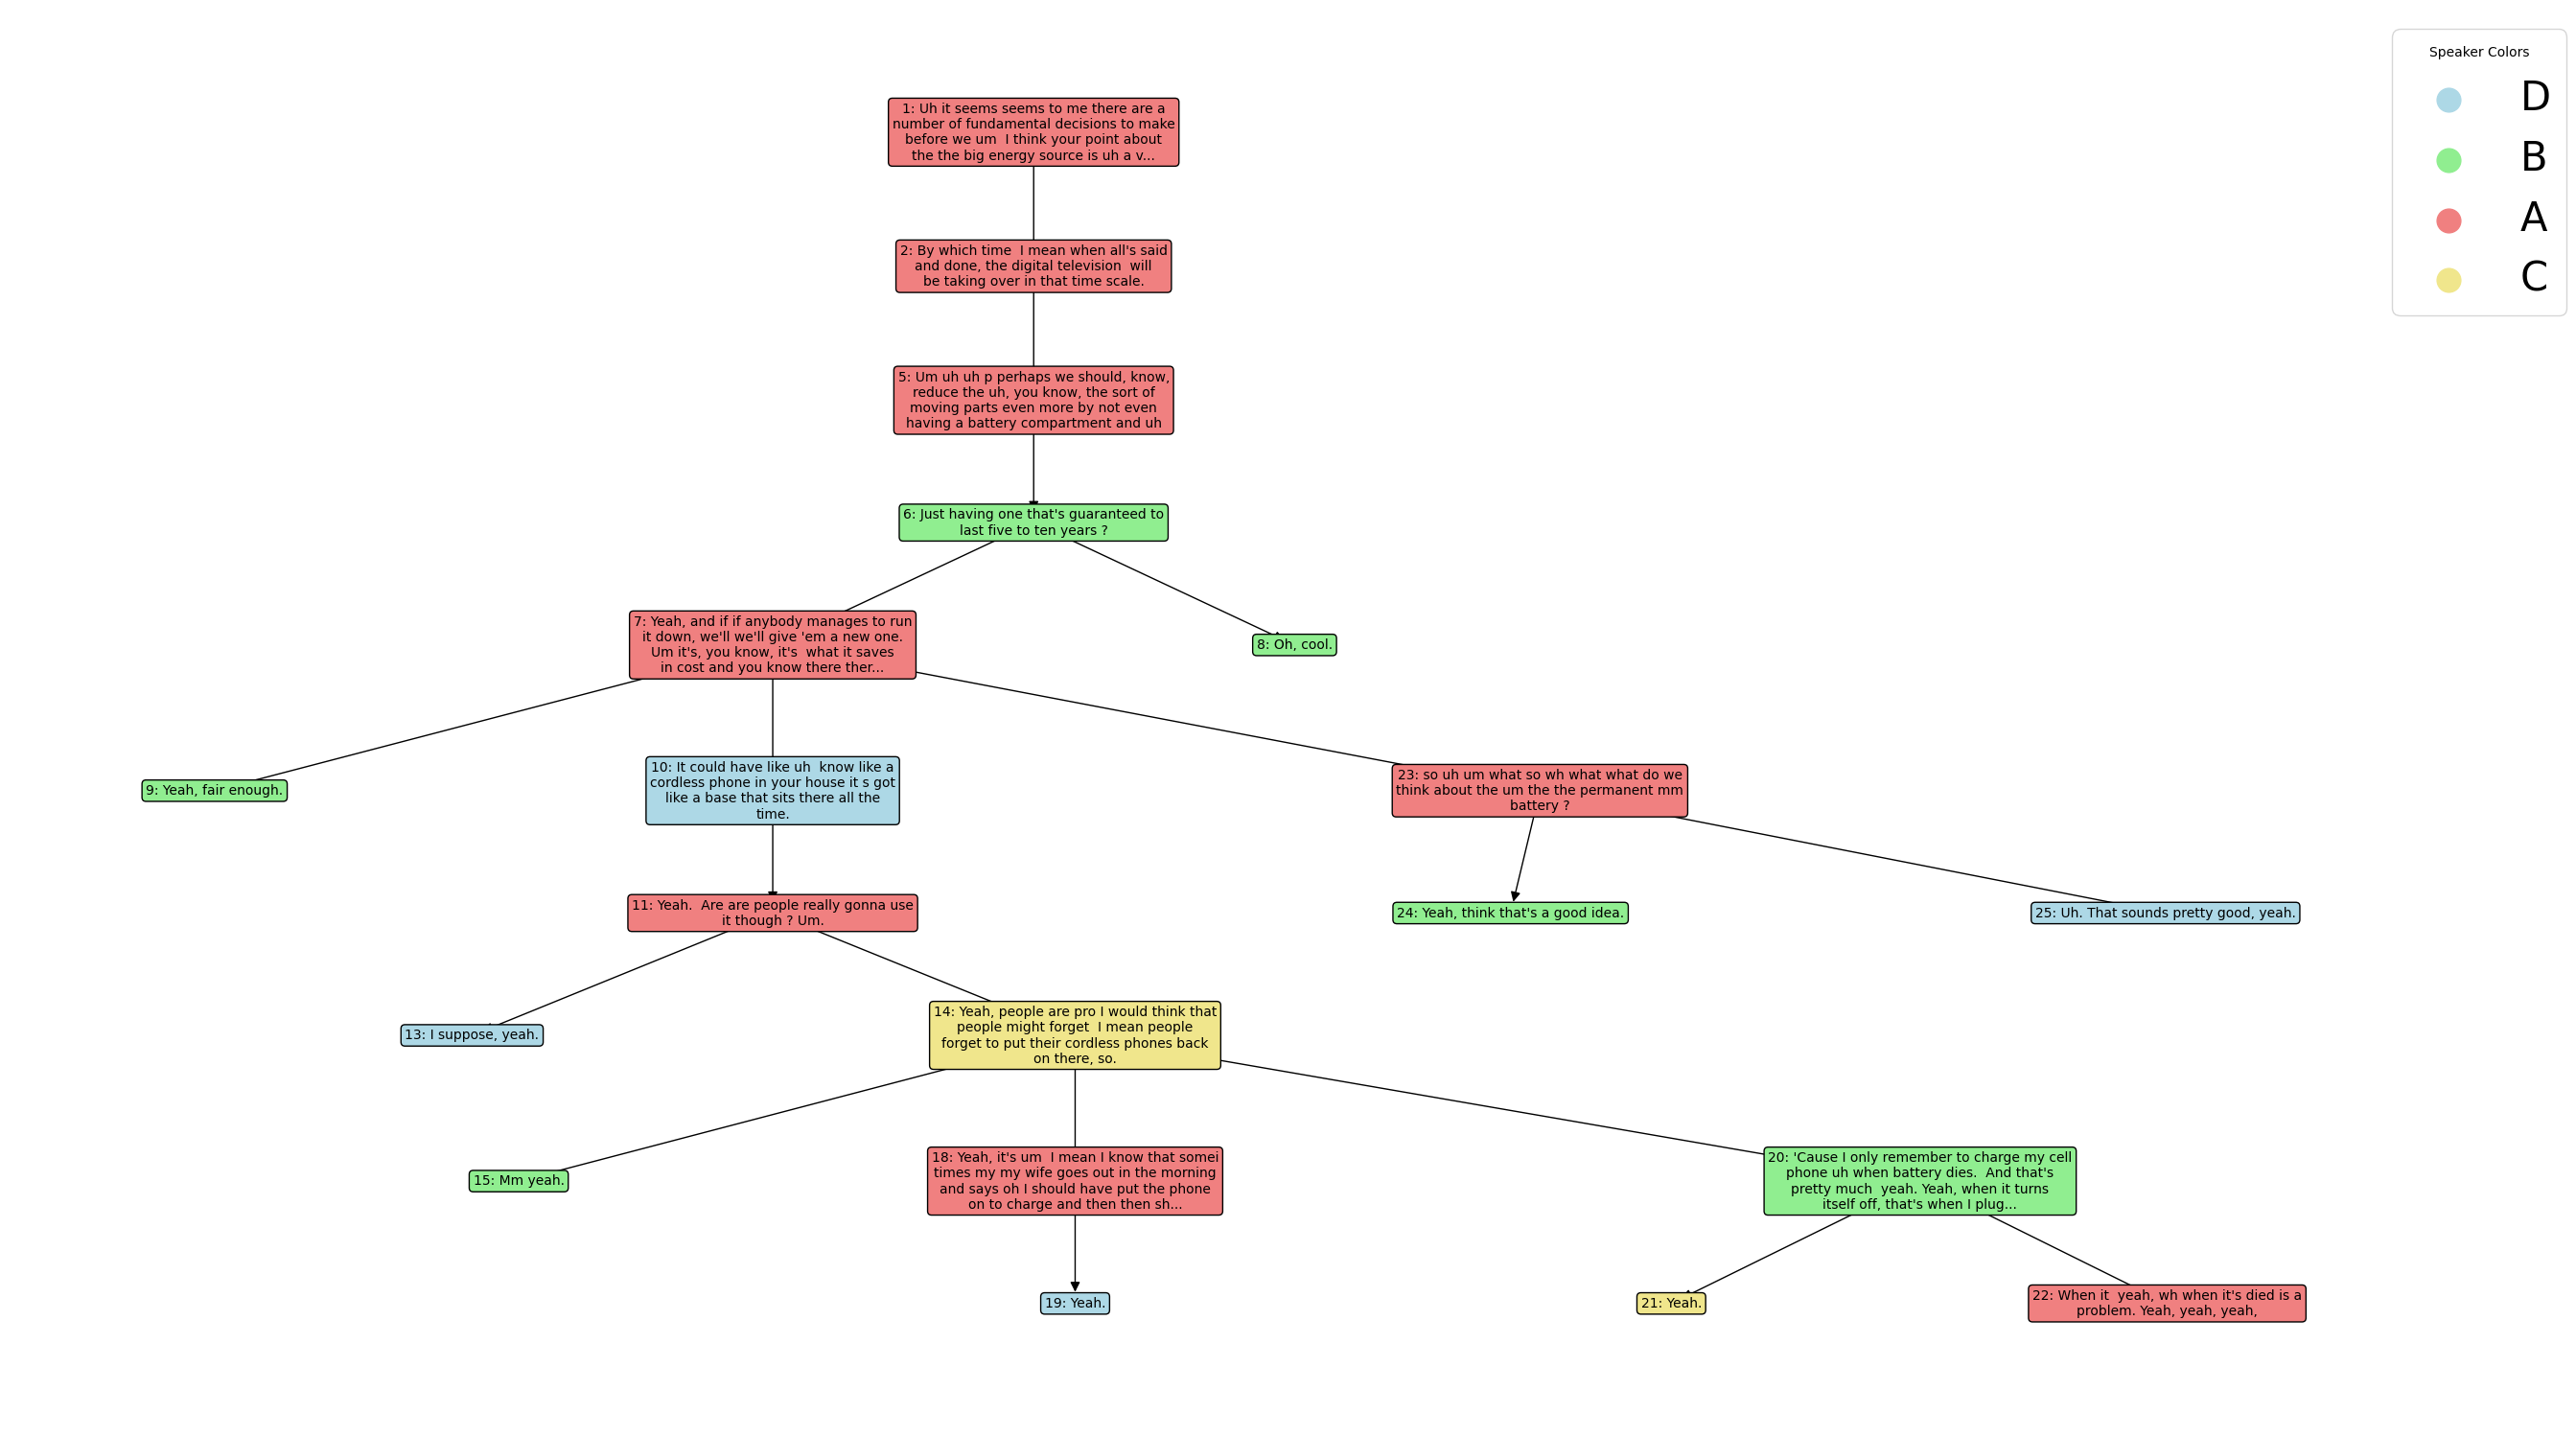 Speaker Colors
D
B
A
C
1: Uh it seems seems to me there are a
number of fundamental decisions to make
before we um  I think your point about
the the big energy source is uh a v...
2: By which time  I mean when all's said
and done, the digital television  will
be taking over in that time scale.
5: Um uh uh p perhaps we should, know,
reduce the uh, you know, the sort of
moving parts even more by not even
having a battery compartment and uh
6: Just having one that's guaranteed to
last five to ten years ?
7: Yeah, and if if anybody manages to run
it down, we'll we'll give 'em a new one.
Um it's, you know, it's  what it saves
in cost and you know there ther...
8: Oh, cool.
9: Yeah, fair enough.
10: It could have like uh  know like a
cordless phone in your house it s got
like a base that sits there all the
time.
23: so uh um what so wh what what do we
think about the um the the permanent mm
battery ?
11: Yeah.  Are are people really gonna use
it though ? Um.
24: Yeah, think that's a good idea.
25: Uh. That sounds pretty good, yeah.
13: I suppose, yeah.
14: Yeah, people are pro I would think that
people might forget  I mean people
forget to put their cordless phones back
on there, so.
15: Mm yeah.
18: Yeah, it's um  I mean I know that somei
times my my wife goes out in the morning
and says oh I should have put the phone
on to charge and then then sh...
20: 'Cause I only remember to charge my cell
phone uh when battery dies.  And that's
pretty much  yeah. Yeah, when it turns
itself off, that's when I plug...
19: Yeah.
21: Yeah.
22: When it  yeah, wh when it's died is a
problem. Yeah, yeah, yeah,